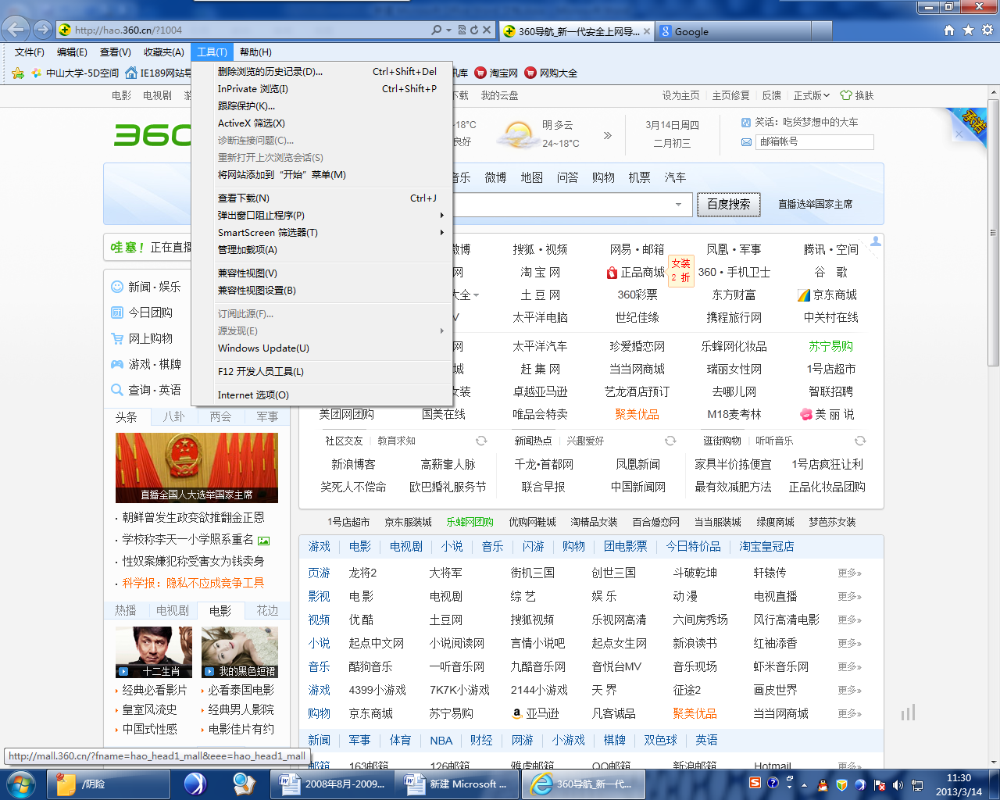 http://hao.360.cn/?1004
360导航_新一代安全上网导...
Google
文件(F) 编辑(E) 查看(V) 收藏夹(A) 工具(T) 帮助(H)
中山大学-5D空间 IE189网站导 讯库 淘宝网 网购大全
删除浏览的历史记录(D)... Ctrl+Shift+Del
InPrivate 浏览(I) Ctrl+Shift+P
跟踪保护(K)...
ActiveX 筛选(X)
诊断连接问题(C)...
重新打开上次浏览会话(S)
将网站添加到“开始”菜单(M)
查看下载(N) Ctrl+J
弹出窗口阻止程序(P)
SmartScreen 筛选器(T)
管理加载项(A)
兼容性视图(V)
兼容性视图设置(B)
订阅此源(F)...
源发现(E)
Windows Update(U)
F12 开发人员工具(L)
Internet 选项(O)
电影 电视剧 下载 我的云盘 设为主页 主页修复 反馈 正式版 换肤
360
~18°C 明 多云 3月14日周四 笑话：吃货梦想中的大车
良好 24~18°C 二月初三 邮箱帐号
承诺
音乐 微博 地图 问答 购物 机票 汽车
百度搜索 直播选举国家主席
哇塞！ 正在直播
微博 搜狐・视频 网易・邮箱 凤凰・军事 腾讯・空间
网 淘 宝 网 正品商城 女装 2 折 360・手机卫士 谷 歌
大全 土 豆 网 360彩票 东方财富 京东商城
V 太平洋电脑 世纪佳缘 携程旅行网 中关村在线
网 太平洋汽车 珍爱婚恋网 乐蜂网化妆品 苏宁易购
城 赶 集 网 当当网商城 瑞丽女性网 1号店超市
女装 卓越亚马逊 艺龙酒店预订 去哪儿网 智联招聘
美团网团购 国美在线 唯品会特卖 聚美优品 M18麦考林 美 丽 说
新闻・娱乐
今日团购
网上购物
游戏・棋牌
查询・英语
头条 八卦 两会 军事
直播全国人大选举国家主席
朝鲜曾发生政变欲推翻金正恩
学校称李天一小学照系重名
性奴案嫌犯称受害女为钱卖身
科学报：隐私不应成竞争工具
热播 电视剧 电影 花边
十二生肖 我的黑色短裙
经典必看影片 必看泰国电影
皇室风流史 经典男人影院
中国式性感 电影佳片有约
社区交友 教育求知 新闻热点 兴趣爱好 逛街购物 听听音乐
新浪博客 高薪靠人脉 千龙•首都网 凤凰新闻 家具半价拣便宜 1号店疯狂让利
笑死人不偿命 欧巴婚礼服务节 联合早报 中国新闻网 最有效减肥方法 正品化妆品团购
1号店超市 京东服装城 乐蜂网团购 优购网鞋城 淘精品女装 百合婚恋网 当当服装城 绿度商城 梦芭莎女装
游戏 电影 电视剧 小说 音乐 闪游 购物 团电影票 今日特价品 淘宝皇冠店
页游 龙将2 大将军 街机三国 创世三国 斗破乾坤 轩辕传 更多»
影视 电 影 电视剧 综 艺 娱 乐 动 漫 电视直播 更多»
视频 优 酷 土豆网 搜狐视频 乐视网高清 六间房秀场 风行高清电影 更多»
小说 起点中文网 小说阅读网 言情小说吧 起点女生网 新浪读书 红袖添香 更多»
音乐 酷狗音乐 一听音乐网 九酷音乐网 音悦台MV 音乐现场 虾米音乐网 更多»
游戏 4399小游戏 7K7K小游戏 2144小游戏 天 界 征途2 画皮世界 更多»
购物 京东商城 苏宁易购 亚马逊 凡客诚品 聚美优品 当当网商城 更多»
新闻 军事 体育 NBA 财经 网游 小游戏 棋牌 双色球 英语
邮箱 163邮箱 126邮箱 雅虎邮箱 QQ邮箱 新浪邮箱 Hotmail 更多»
http://mall.360.cn/?fname=hao_head1_mall&eee=hao_head1_mall
/阴险 2008年8月-2009... 新建 Microsoft ... 360导航_新一代... 11:30
2013/3/14